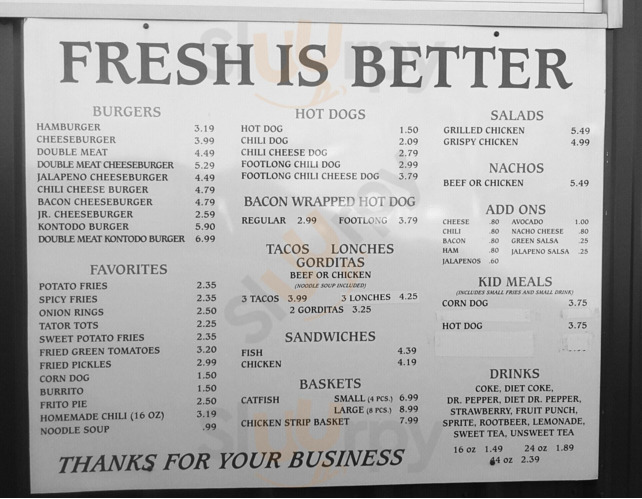 FRESH IS BETTER
BURGERS
HAMBURGER 3.19
CHEESEBURGER 3.99
DOUBLE MEAT 4.49
DOUBLE MEAT CHEESEBURGER 5.29
JALAPENO CHEESEBURGER 4.49
CHILI CHEESE BURGER 4.79
BACON CHEESEBURGER 4.79
JR. CHEESEBURGER 2.59
KONTODO BURGER 5.90
DOUBLE MEAT KONTODO BURGER 6.99
FAVORITES
POTATO FRIES 2.35
SPICY FRIES 2.35
ONION RINGS 2.50
TATOR TOTS 2.25
SWEET POTATO FRIES 2.35
FRIED GREEN TOMATOES 3.20
FRIED PICKLES 2.99
CORN DOG 1.50
BURRITO 1.50
FRITO PIE 2.50
HOMEMADE CHILI (16 OZ) 3.19
NOODLE SOUP .99
HOT DOGS
HOT DOG 1.50
CHILI DOG 2.09
CHILI CHEESE DOG 2.79
FOOTLONG CHILI DOG 2.99
FOOTLONG CHILI CHEESE DOG 3.79
BACON WRAPPED HOT DOG
REGULAR 2.99 FOOTLONG 3.79
TACOS LONCHES
GORDITAS
BEEF OR CHICKEN
(NOODLE SOUP INCLUDED)
3 TACOS 3.99 3 LONCHES 4.25
2 GORDITAS 3.25
SANDWICHES
FISH 4.39
CHICKEN 4.19
BASKETS
CATFISH SMALL (4 PCS.) 6.99
LARGE (8 PCS.) 8.99
CHICKEN STRIP BASKET 7.99
SALADS
GRILLED CHICKEN 5.49
GRISPY CHICKEN 4.99
NACHOS
BEEF OR CHICKEN 5.49
ADD ONS
CHEESE .80 AVOCADO 1.00
CHILI .80 NACHO CHEESE .80
BACON .80 GREEN SALSA .25
HAM .80 JALAPENO SALSA .25
JALAPENOS .60
KID MEALS
(INCLUDES SMALL FRIES AND SMALL DRINK)
CORN DOG 3.75
HOT DOG 3.75
DRINKS
COKE, DIET COKE,
DR. PEPPER, DIET DR. PEPPER,
STRAWBERRY, FRUIT PUNCH,
SPRITE, ROOTBEER, LEMONADE,
SWEET TEA, UNSWEET TEA
16 oz 1.49 24 oz 1.89
44 oz 2.39
THANKS FOR YOUR BUSINESS